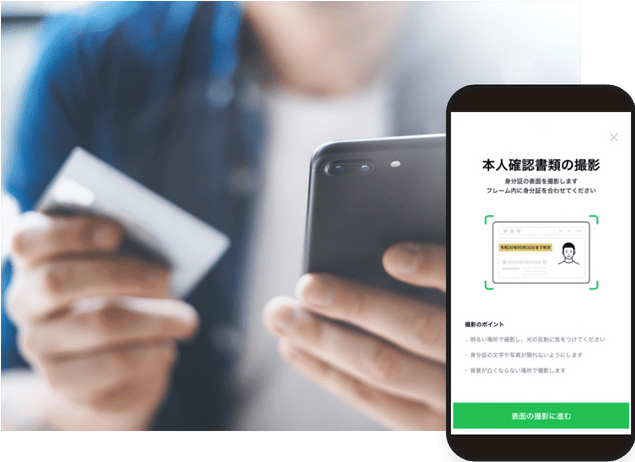 本人確認書類の撮影
身分証の表面を撮影します
フレーム内に身分証を合わせてください
令和00年00月00日まで有効
撮影のポイント
・明るい場所で撮影し、光の反射に気をつけてください
・身分証の文字や写真が隠れないようにします
・背景が白くならない場所で撮影します
表面の撮影に進む